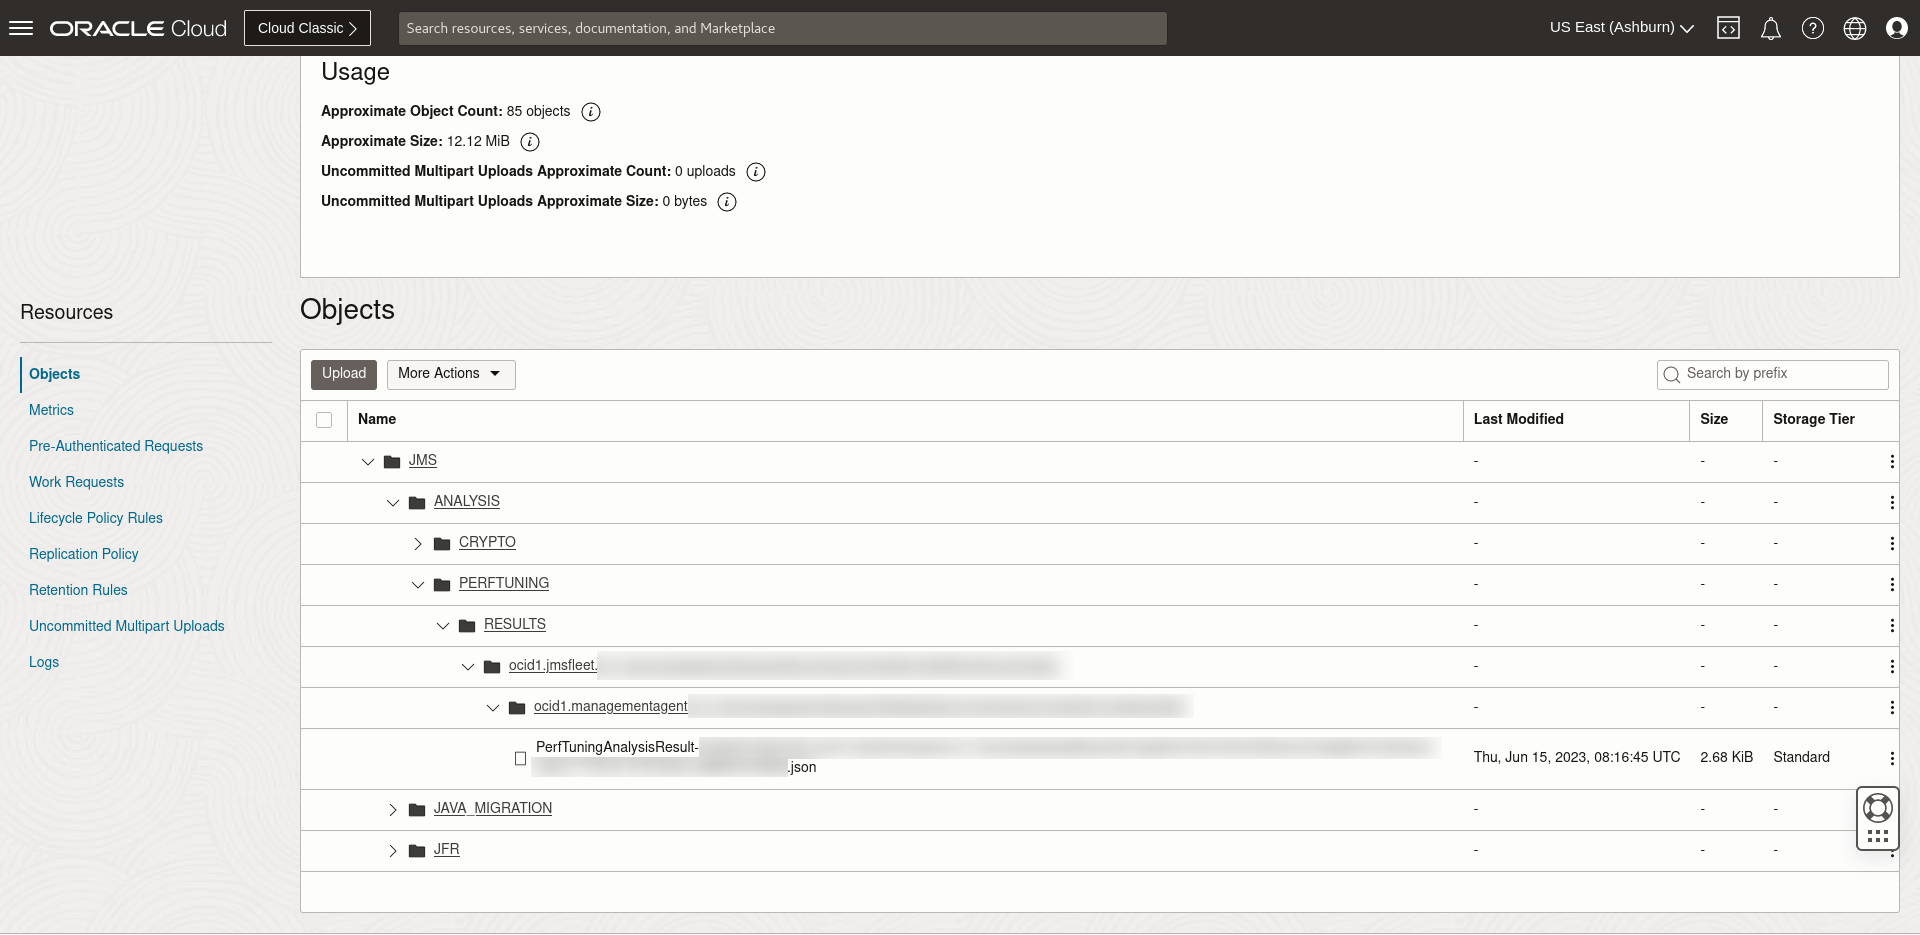 ORACLE Cloud
Cloud Classic
Search resources, services, documentation, and Marketplace
US East (Ashburn)
Usage
Approximate Object Count: 85 objects
Approximate Size: 12.12 MiB
Uncommitted Multipart Uploads Approximate Count: 0 uploads
Uncommitted Multipart Uploads Approximate Size: 0 bytes
Resources
Objects
Metrics
Pre-Authenticated Requests
Work Requests
Lifecycle Policy Rules
Replication Policy
Retention Rules
Uncommitted Multipart Uploads
Logs
Objects
Upload
More Actions
Search by prefix
Name Last Modified Size Storage Tier
JMS - - -
ANALYSIS - - -
CRYPTO - - -
PERFTUNING - - -
RESULTS - - -
ocid1.jmsfleet. - - -
ocid1.managementagent - - -
PerfTuningAnalysisResult-
.json
Thu, Jun 15, 2023, 08:16:45 UTC 2.68 KiB Standard
JAVA_MIGRATION - - -
JFR - - -